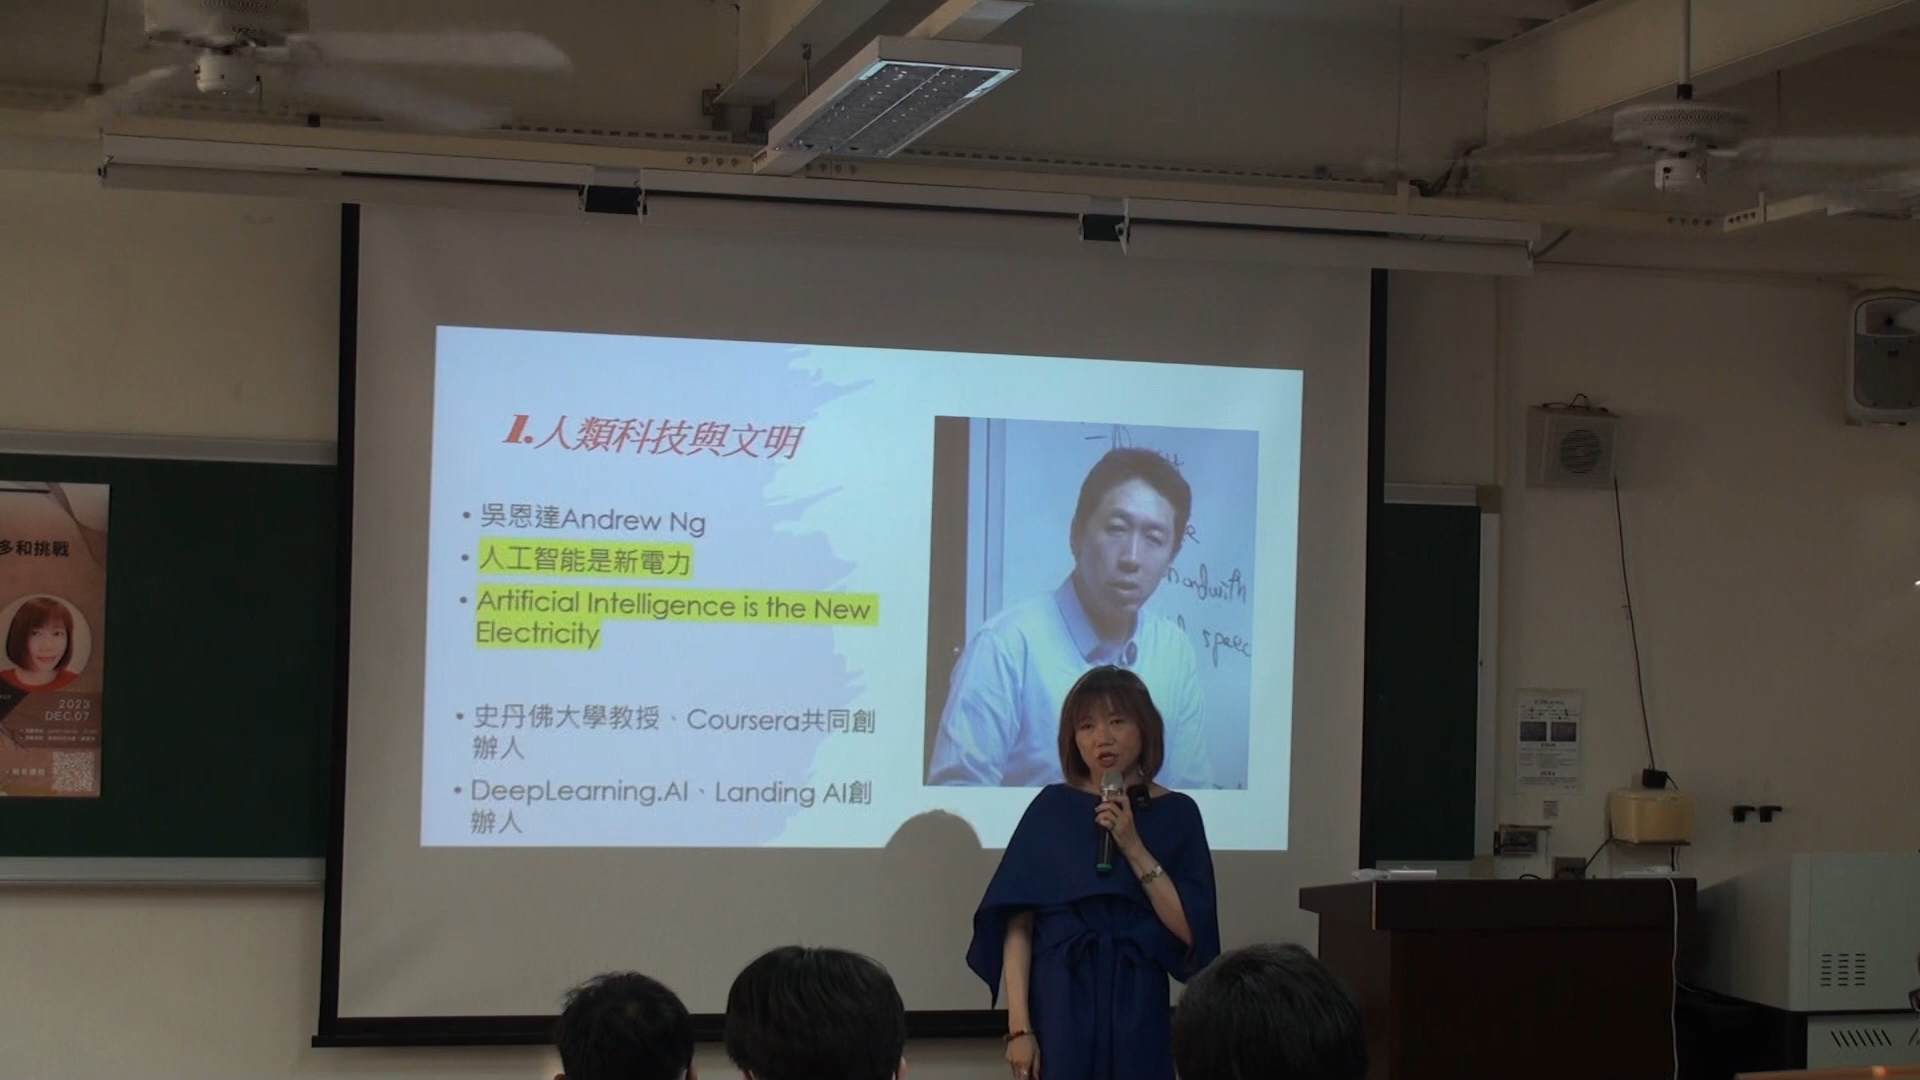 1.人類科技與文明
• 吳恩達Andrew Ng
• 人工智能是新電力
• Artificial Intelligence is the New
Electricity
• 史丹佛大學教授、Coursera共同創
辦人
• DeepLearning.AI、Landing AI創
辦人
多和挑戰
2023
DEC.07